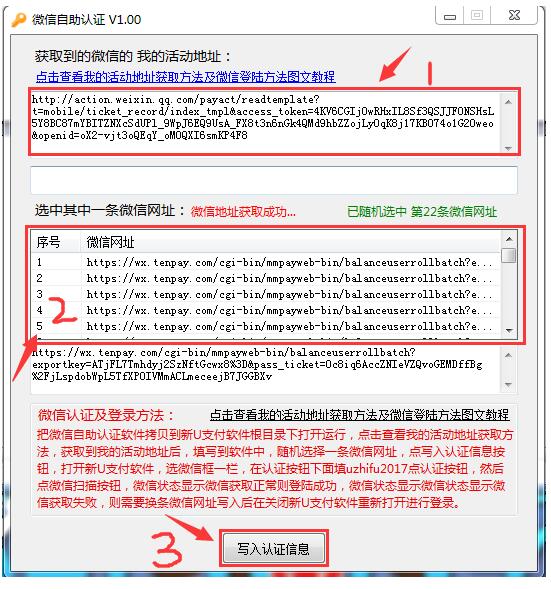 微信自助认证 V1.00
获取到的微信的 我的活动地址：
点击查看我的活动地址获取方法及微信登陆方法图文教程
1
http://action.weixin.qq.com/payact/readtemplate?
t=mobile/ticket_record/index_tmpl&access_token=4KV6CGIjOwRHxIL8Sf3QSJJFONSHsL
5Y8BC87mYBITZNXcSdUPl_9WpJ6EQ9UsA_FX8t3n6nGk4QMd9hbZZojLyOqK8j17KBO74o1G2Oweo
&openid=oX2-vjt3oQEqY_oMOQXI6smKP4F8
选中其中一条微信网址： 微信地址获取成功... 已随机选中 第22条微信网址
序号 微信网址
1 https://wx.tenpay.com/cgi-bin/mmpayweb-bin/balanceuserrollbatch?e...
2 https://wx.tenpay.com/cgi-bin/mmpayweb-bin/balanceuserrollbatch?e...
3 https://wx.tenpay.com/cgi-bin/mmpayweb-bin/balanceuserrollbatch?e...
4 https://wx.tenpay.com/cgi-bin/mmpayweb-bin/balanceuserrollbatch?e...
5 https://wx.tenpay.com/cgi-bin/mmpayweb-bin/balanceuserrollbatch?e...
2
https://wx.tenpay.com/cgi-bin/mmpayweb-bin/balanceuserrollbatch?
exportkey=ATjFL7Tmhdyj2SzNftGcwx8%3D&pass_ticket=Oc8iq6AccZNIeVZQvoGEMDffBg
%2FjLspdobWpL5TfXPOIVMmACLmeceejB7JGGBXv
微信认证及登录方法： 点击查看我的活动地址获取方法及微信登陆方法图文教程
把微信自助认证软件拷贝到新U支付软件根目录下打开运行，点击查看我的活动地址获取方
法，获取到我的活动地址后，填写到软件中，随机选择一条微信网址，点写入认证信息按
钮，打开新U支付软件，选微信框一栏，在认证按钮下面填uzhifu2017点认证按钮，然后
点微信扫描按钮，微信状态显示微信获取正常则登陆成功，微信状态显示微信状态显示微
信获取失败，则需要换条微信网址写入后在关闭新U支付软件重新打开进行登录。
3
写入认证信息